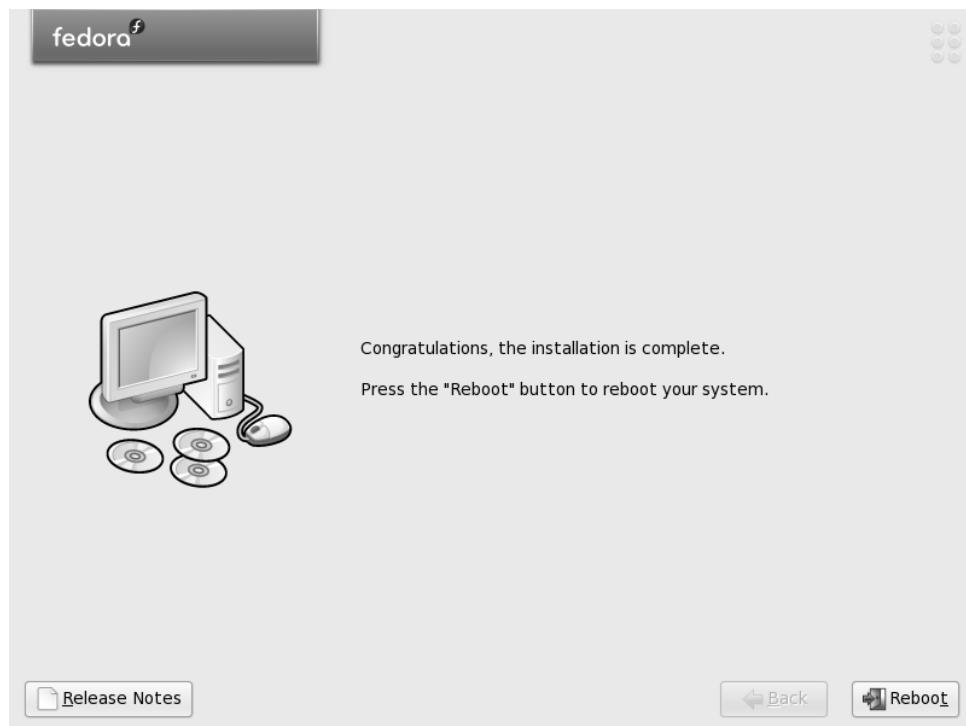 fedora
Congratulations, the installation is complete.
Press the "Reboot" button to reboot your system.
Release Notes
Back
Reboot